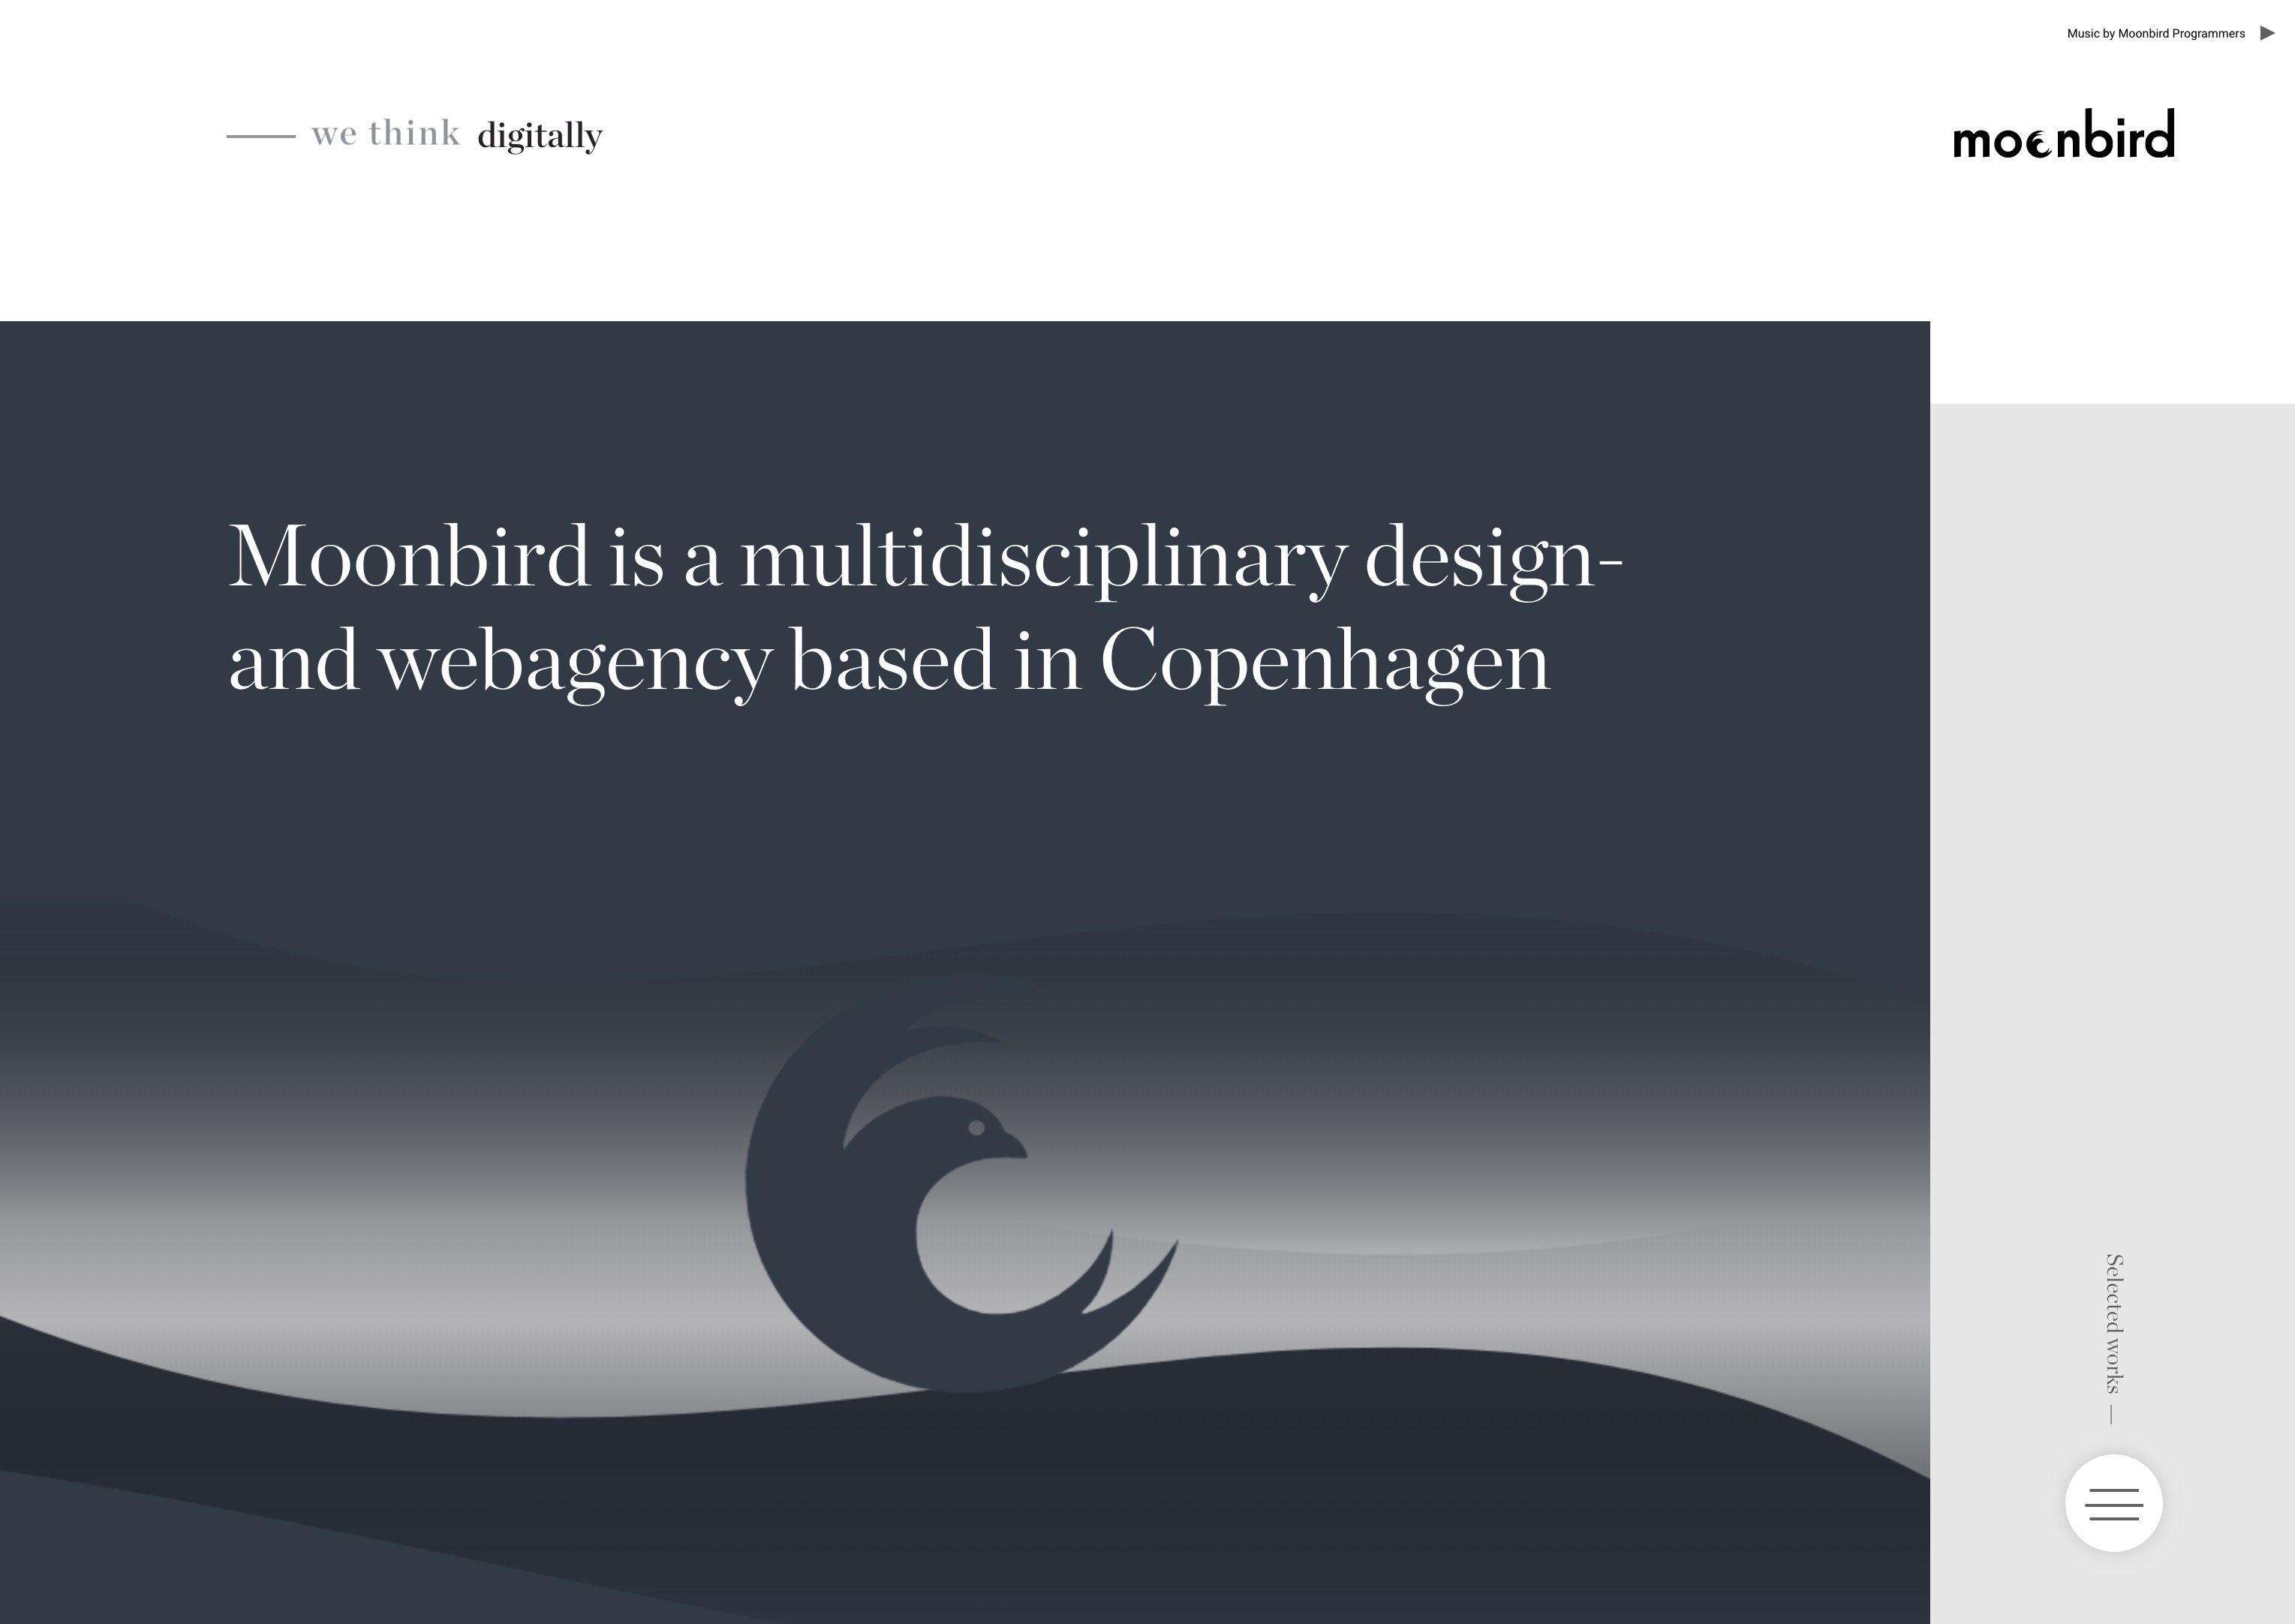 Music by Moonbird Programmers
we think digitally
moonbird
Moonbird is a multidisciplinary design-
and webagency based in Copenhagen
Selected works —